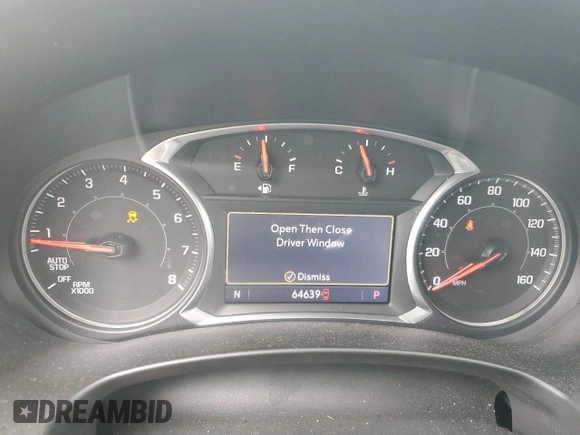 E F
C H
1 2 3 4 5 6 7 8
AUTO
STOP
OFF
RPM
X1000
Open Then Close
Driver Window
Dismiss
N 64639 P
0 20 40 60 80 100 120 140 160
MPH
DREAMBID